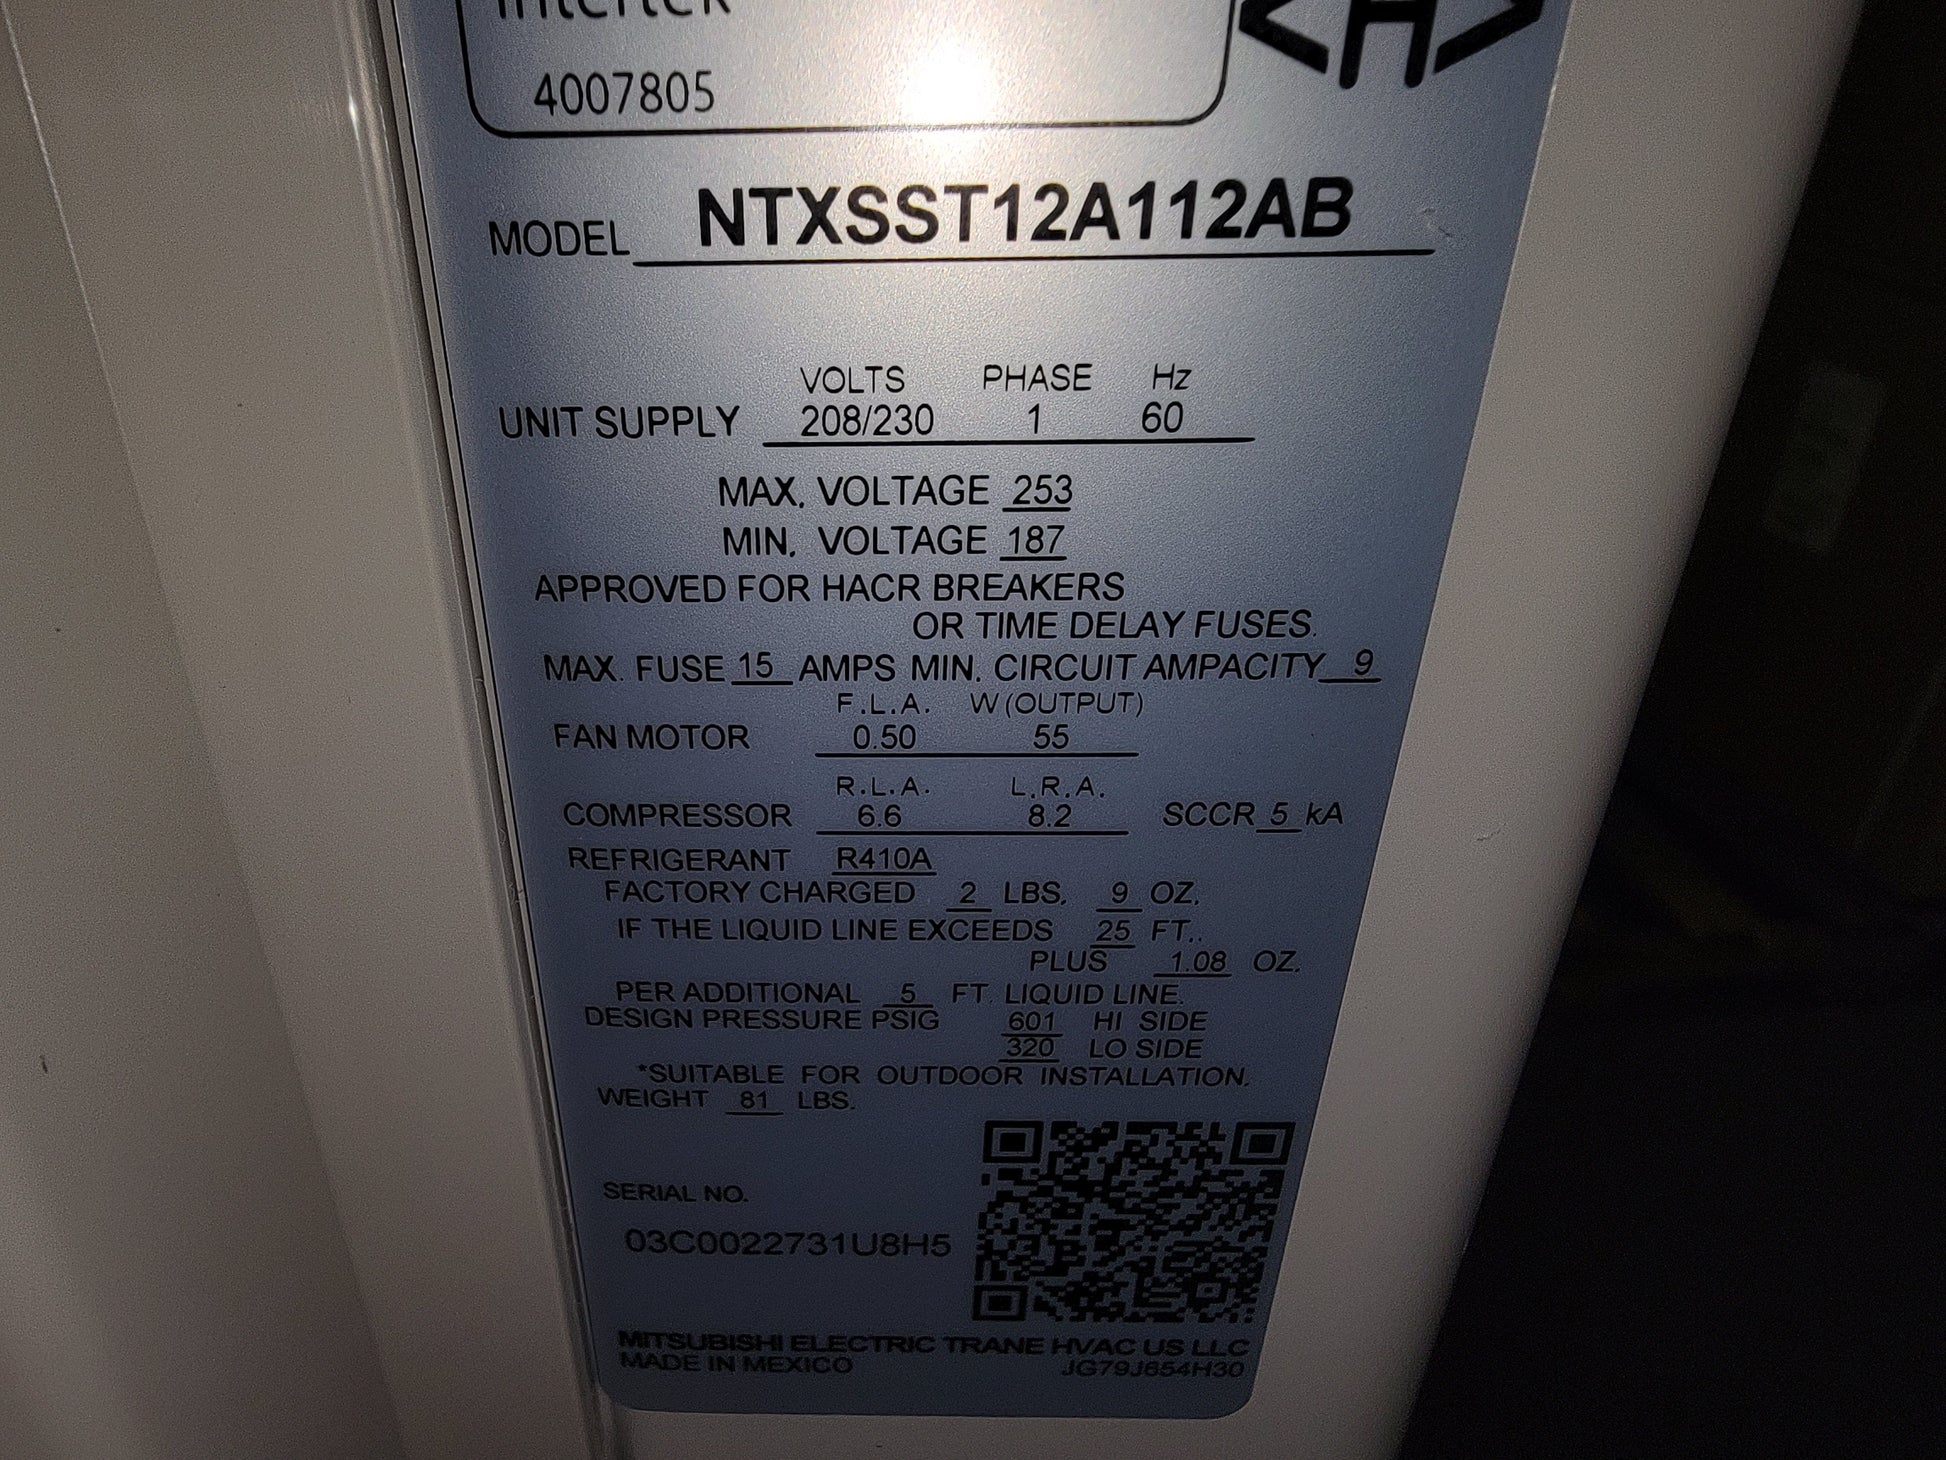 Intertek
4007805
<H>
MODEL NTXSST12A112AB
VOLTS PHASE Hz
UNIT SUPPLY 208/230 1 60
MAX. VOLTAGE 253
MIN. VOLTAGE 187
APPROVED FOR HACR BREAKERS
OR TIME DELAY FUSES.
MAX. FUSE 15 AMPS MIN. CIRCUIT AMPACITY 9
F.L.A. W(OUTPUT)
FAN MOTOR 0.50 55
R.L.A. L.R.A.
COMPRESSOR 6.6 8.2 SCCR 5 kA
REFRIGERANT R410A
FACTORY CHARGED 2 LBS. 9 OZ.
IF THE LIQUID LINE EXCEEDS 25 FT..
PLUS 1.08 OZ.
PER ADDITIONAL 5 FT. LIQUID LINE.
DESIGN PRESSURE PSIG 601 HI SIDE
320 LO SIDE
*SUITABLE FOR OUTDOOR INSTALLATION.
WEIGHT 81 LBS.
SERIAL NO.
03C0022731U8H5
MITSUBISHI ELECTRIC TRANE HVAC US LLC
MADE IN MEXICO JG79J654H30